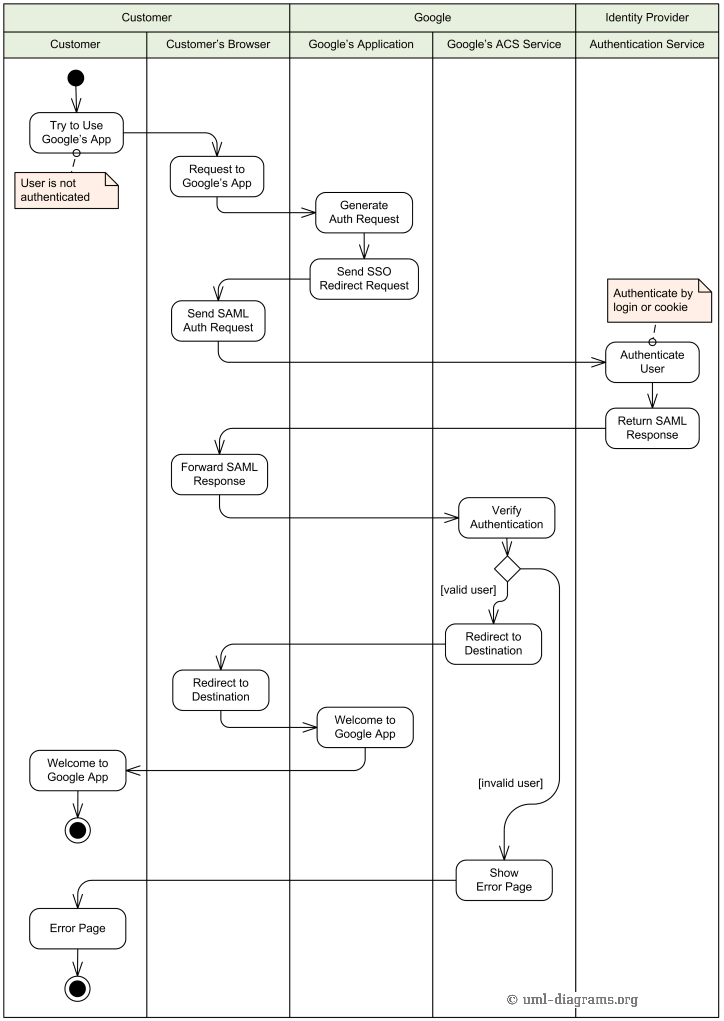 Customer
Google
Identity Provider
Customer
Customer's Browser
Google's Application
Google's ACS Service
Authentication Service
Try to Use
Google's App
User is not
authenticated
Request to
Google's App
Generate
Auth Request
Send SSO
Redirect Request
Send SAML
Auth Request
Authenticate by
login or cookie
Authenticate
User
Return SAML
Response
Forward SAML
Response
Verify
Authentication
[valid user]
Redirect to
Destination
Redirect to
Destination
Welcome to
Google App
Welcome to
Google App
[invalid user]
Show
Error Page
Error Page
© uml-diagrams.org